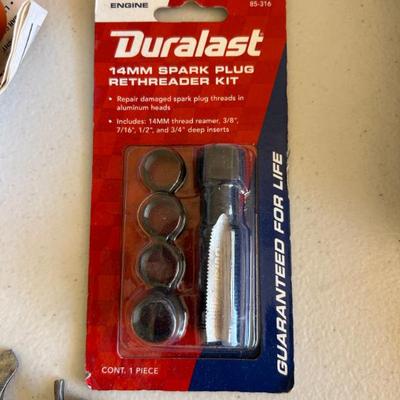 ENGINE
85-316
Duralast
14MM SPARK PLUG
RETHREADER KIT
• Repair damaged spark plug threads in
aluminum heads
• Includes: 14MM thread reamer, 3/8",
7/16", 1/2", and 3/4" deep inserts
GUARANTEED FOR LIFE
CONT. 1 PIECE